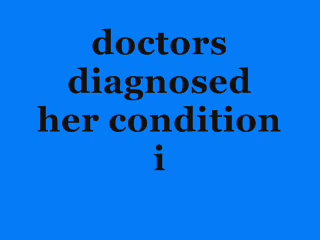 doctors
diagnosed
her condition
i